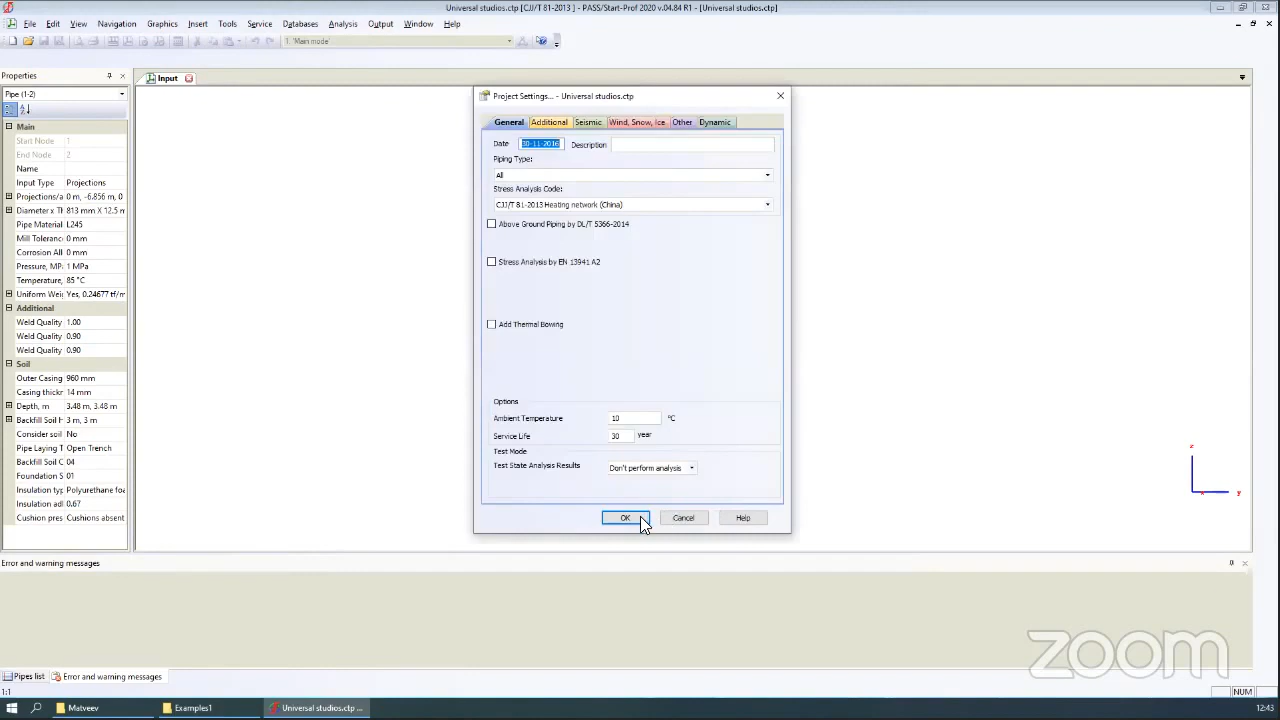 Universal studios.ctp [CJJ/T 81-2013 ] - PASS/Start-Prof 2020 v.04.84 R1 - [Universal studios.ctp]
File Edit View Navigation Graphics Insert Tools Service Databases Analysis Output Window Help
1. 'Main mode'
Properties
Input
Pipe (1-2)
Main
Start Node 1
End Node 2
Name
Input Type Projections
Projections/a 0 m, -6.856 m, 0
Diameter x Th 813 mm X 12.5 m
Pipe Material L245
Mill Toleranc 0 mm
Corrosion All 0 mm
Pressure, MP 1 MPa
Temperature, 85 °C
Uniform Wei Yes, 0.24677 tf/m
Additional
Weld Quality 1.00
Weld Quality 0.90
Weld Quality 0.90
Soil
Outer Casing 960 mm
Casing thickn 14 mm
Depth, m 3.48 m, 3.48 m
Backfill Soil H 3 m, 3 m
Consider soil No
Pipe Laying T Open Trench
Backfill Soil C 04
Foundation S 01
Insulation typ Polyurethane foa
Insulation adl 0.67
Cushion pres Cushions absent
Project Settings... - Universal studios.ctp
General Additional Seismic Wind, Snow, Ice Other Dynamic
Date 30-11-2016 Description
Piping Type:
All
Stress Analysis Code:
CJJ/T 81-2013 Heating network (China)
Above Ground Piping by DL/T 5366-2014
Stress Analysis by EN 13941 A2
Add Thermal Bowing
Options
Ambient Temperature 10 °C
Service Life 30 year
Test Mode
Test State Analysis Results Don't perform analysis
OK Cancel Help
z
x y
Error and warning messages
zoom
Pipes list Error and warning messages
1:1 NUM
Matveev Examples1 Universal studios.ctp ... 12:43